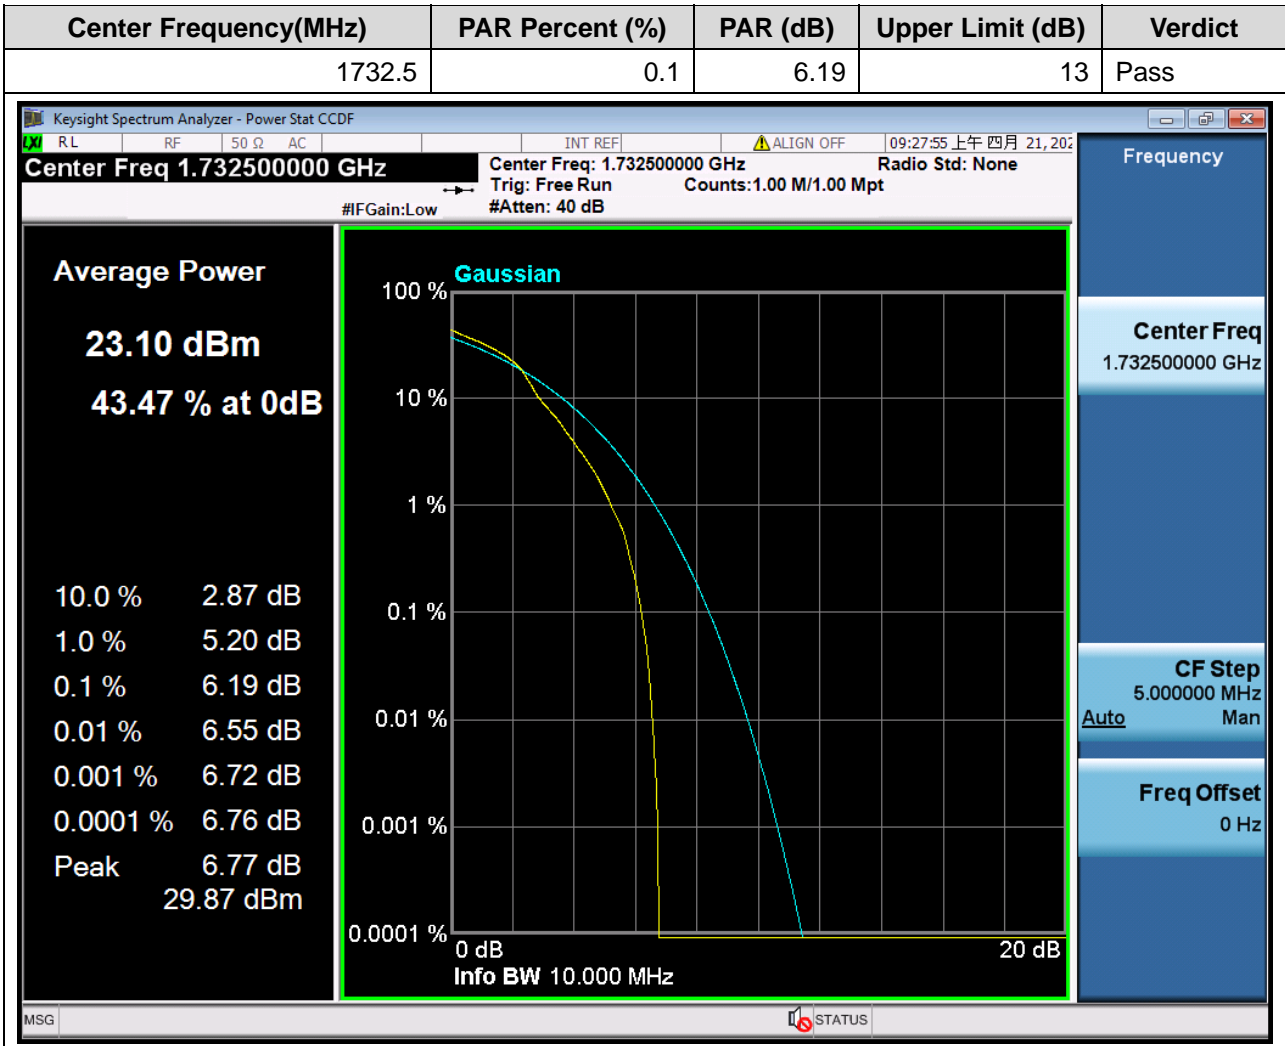 Center Frequency(MHz) PAR Percent (%) PAR (dB) Upper Limit (dB) Verdict
1732.5 0.1 6.19 13 Pass
Keysight Spectrum Analyzer - Power Stat CCDF
LXI RL RF 50 Ω AC INT REF ALIGN OFF 09:27:55 上午 四月 21, 202
Center Freq 1.732500000 GHz
#IFGain:Low
Center Freq: 1.732500000 GHz Radio Std: None
Trig: Free Run Counts:1.00 M/1.00 Mpt
#Atten: 40 dB
Average Power
23.10 dBm
43.47 % at 0dB
10.0 % 2.87 dB
1.0 % 5.20 dB
0.1 % 6.19 dB
0.01 % 6.55 dB
0.001 % 6.72 dB
0.0001 % 6.76 dB
Peak 6.77 dB
29.87 dBm
Gaussian
100 %
10 %
1 %
0.1 %
0.01 %
0.001 %
0.0001 %
0 dB 20 dB
Info BW 10.000 MHz
Frequency
Center Freq
1.732500000 GHz
CF Step
5.000000 MHz
Auto Man
Freq Offset
0 Hz
MSG STATUS